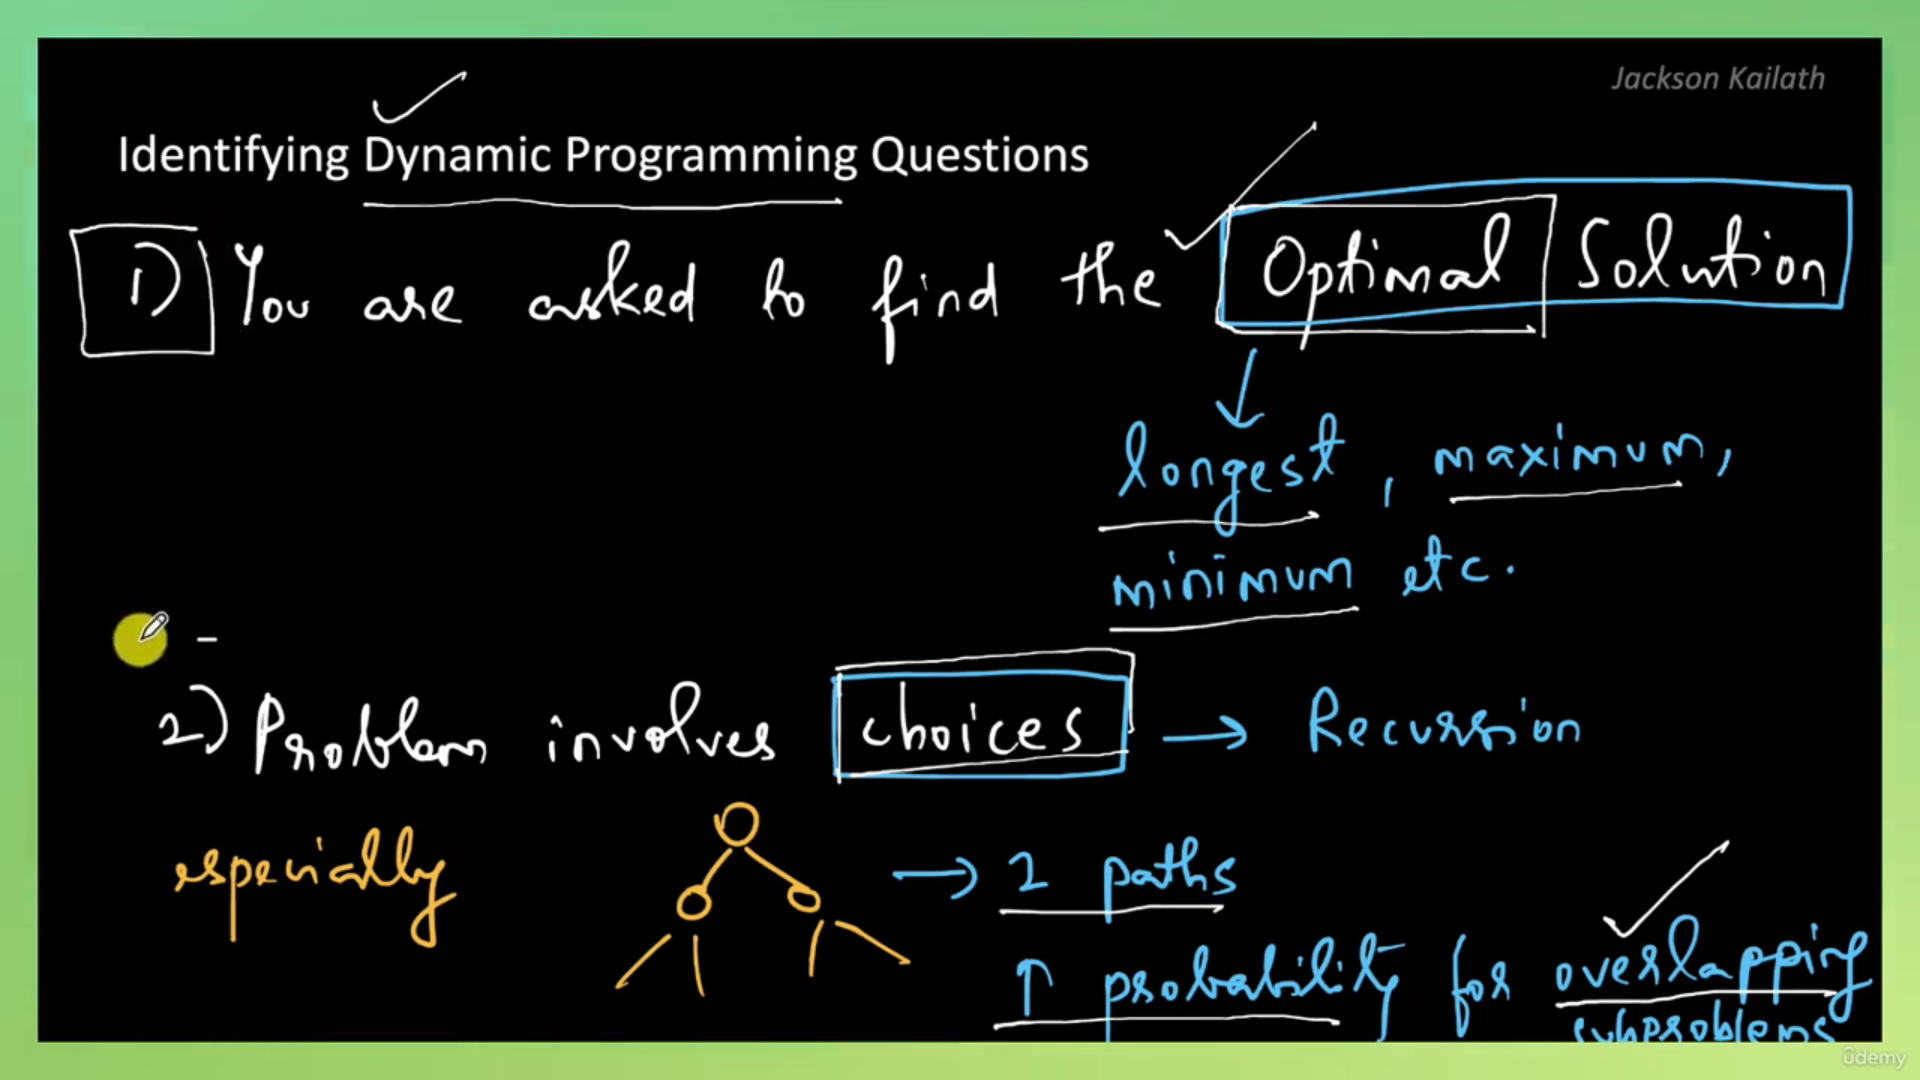 Jackson Kailath
Identifying Dynamic Programming Questions
1) You are asked to find the Optimal Solution
longest, maximum,
minimum etc.
2) Problem involves choices → Recursion
especially → 2 paths
↑ probability for overlapping
subproblems
ûdemy